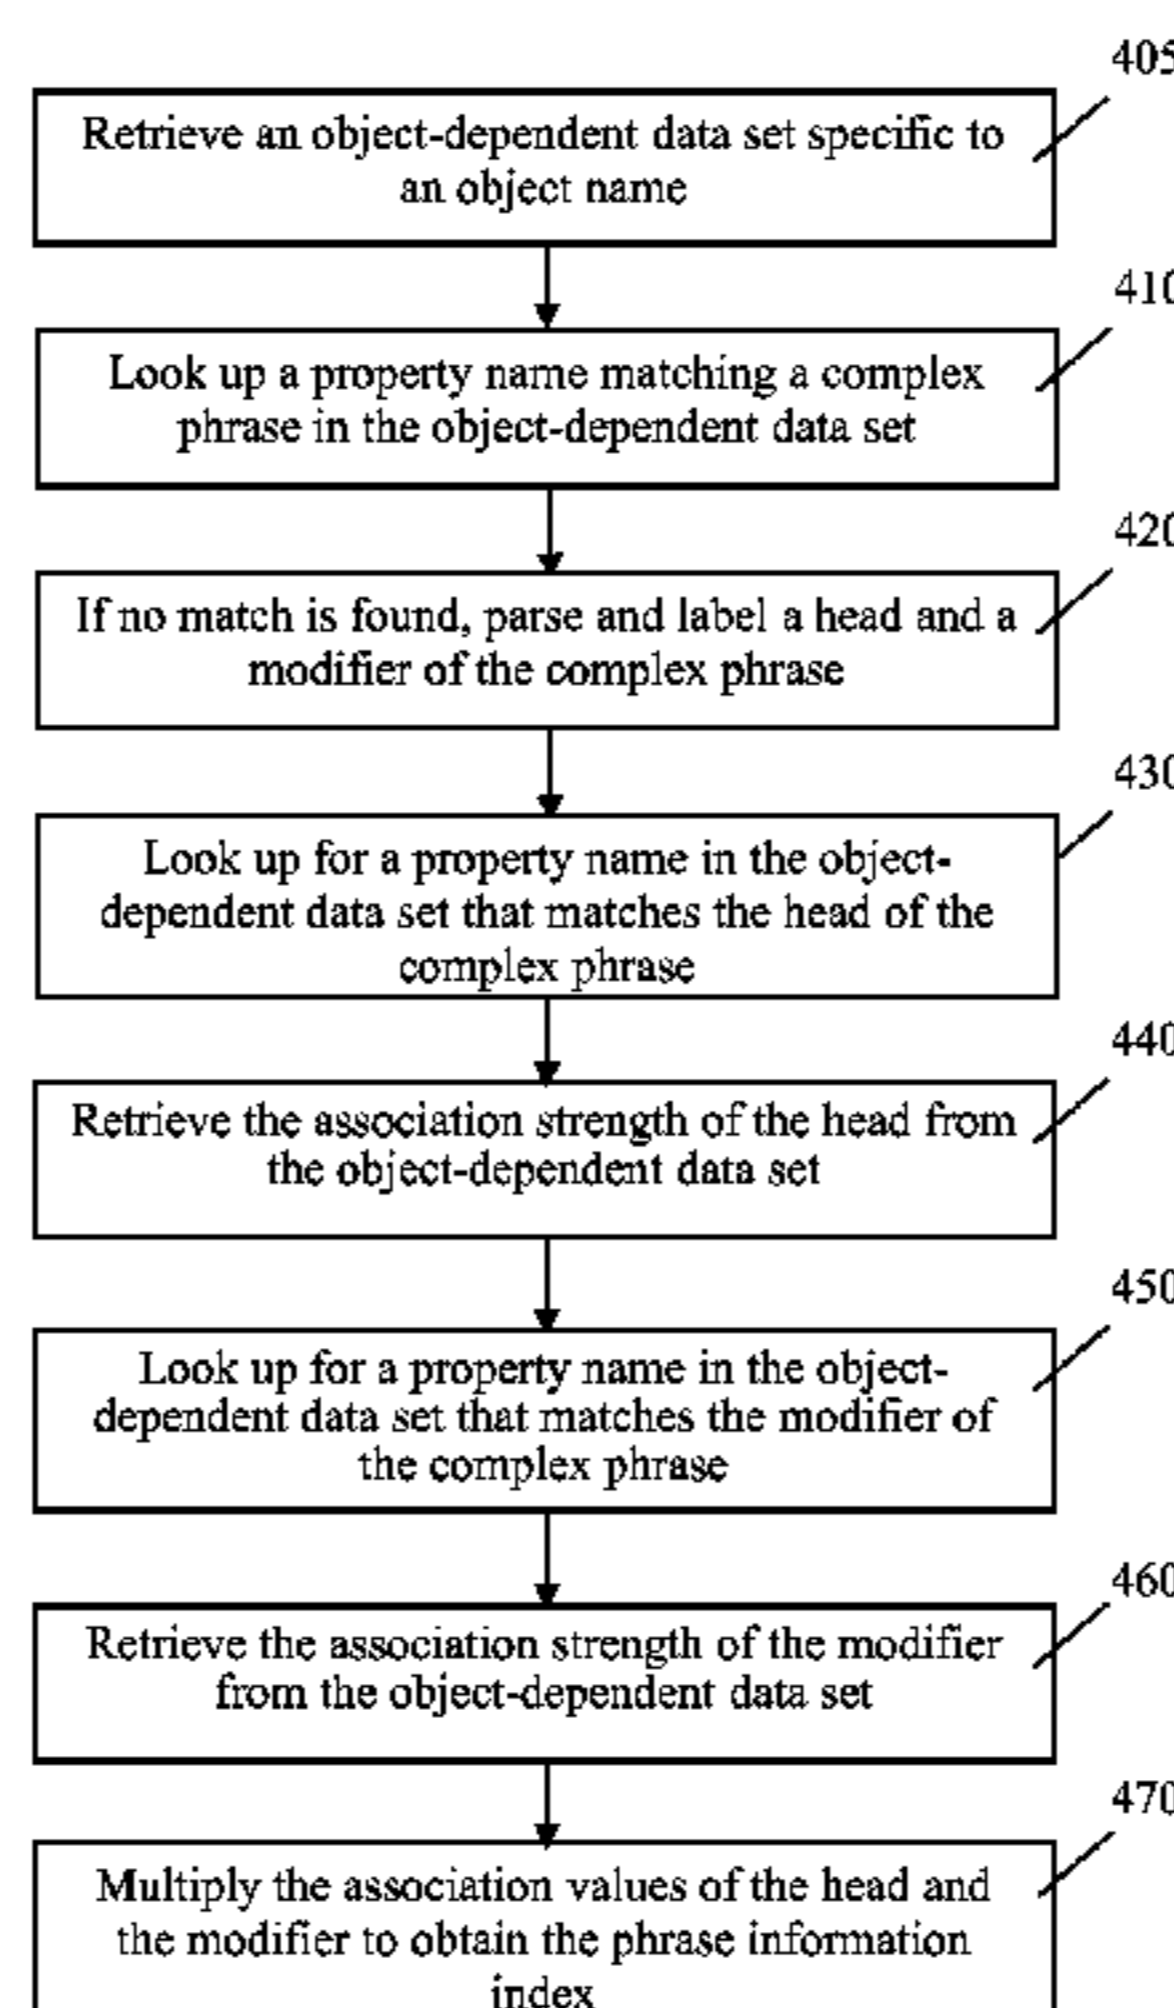 405
Retrieve an object-dependent data set specific to
an object name
410
Look up a property name matching a complex
phrase in the object-dependent data set
420
If no match is found, parse and label a head and a
modifier of the complex phrase
430
Look up for a property name in the object-
dependent data set that matches the head of the
complex phrase
440
Retrieve the association strength of the head from
the object-dependent data set
450
Look up for a property name in the object-
dependent data set that matches the modifier of
the complex phrase
460
Retrieve the association strength of the modifier
from the object-dependent data set
470
Multiply the association values of the head and
the modifier to obtain the phrase information
index